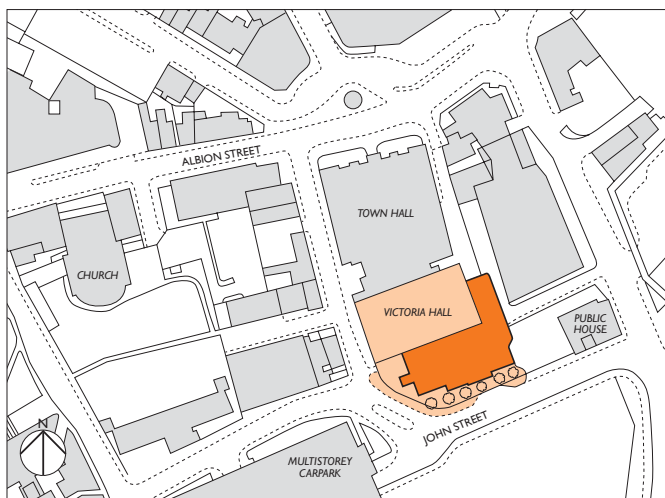 ALBION STREET
TOWN HALL
CHURCH
VICTORIA HALL
PUBLIC
HOUSE
JOHN STREET
N
MULTISTOREY
CARPARK